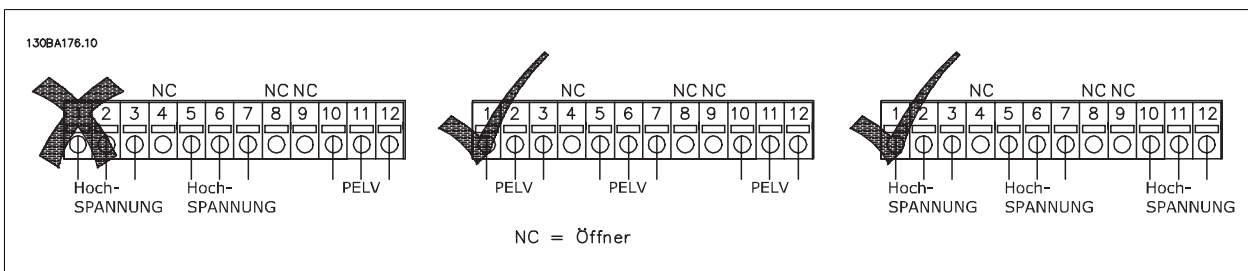 130BA176.10
NC NC NC
2 3 4 5 6 7 8 9 10 11 12
Hoch-
SPANNUNG
Hoch-
SPANNUNG
PELV
NC NC NC
1 2 3 4 5 6 7 8 9 10 11 12
PELV PELV PELV
NC NC NC
1 2 3 4 5 6 7 8 9 10 11 12
Hoch-
SPANNUNG
Hoch-
SPANNUNG
Hoch-
SPANNUNG
NC = Öffner